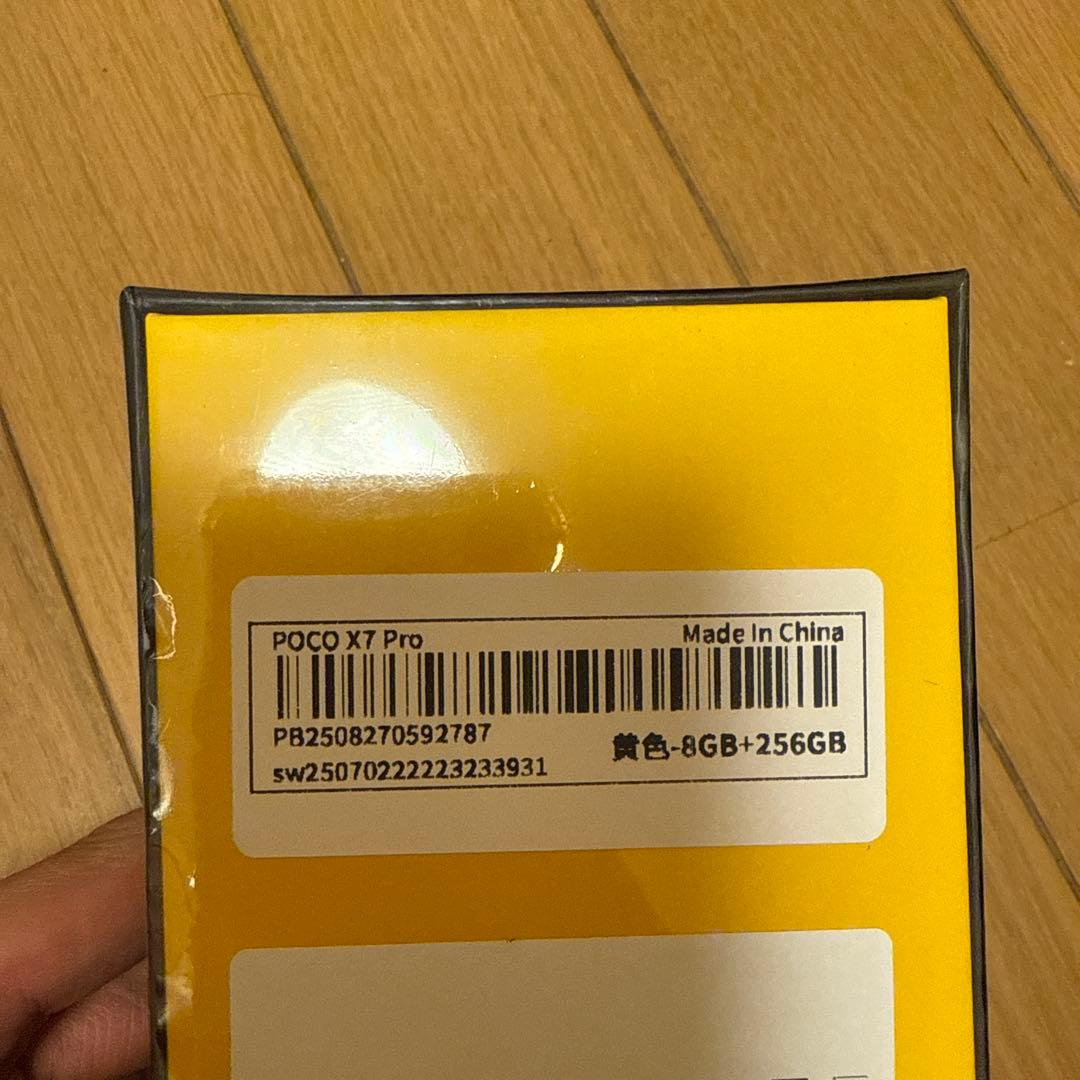 POCO X7 Pro
Made In China
PB2508270592787
黄色-8GB+256GB
sw25070222223233931